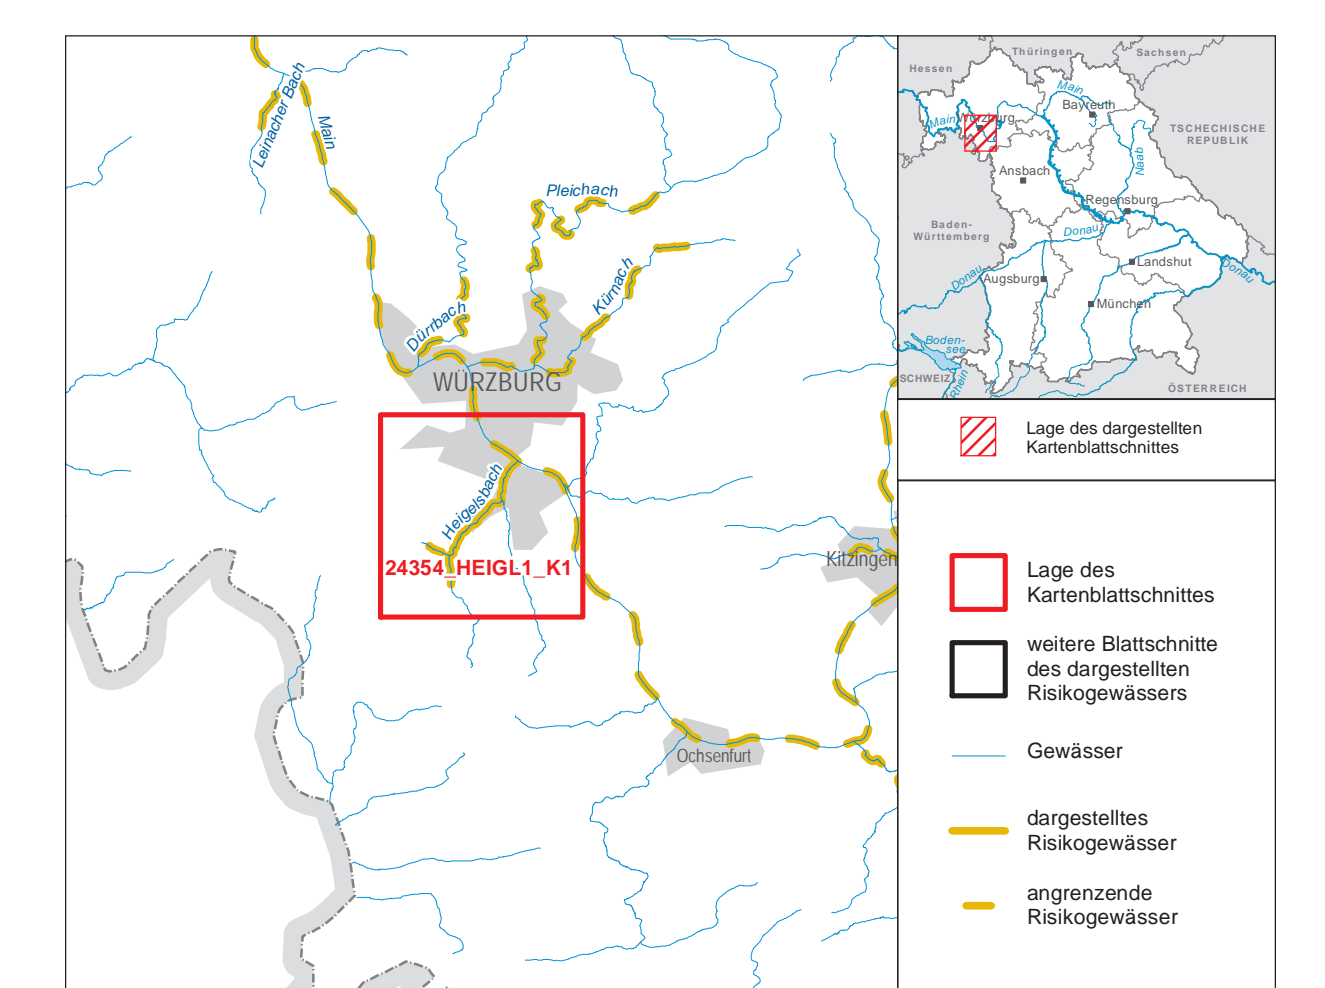 Leinacher Bach
Main
Pleichach
Kürnach
Dürrbach
WÜRZBURG
Heigelsbach
24354_HEIGL1_K1
Kitzingen
Ochsenfurt
Thüringen
Sachsen
Hessen
Main
Bayreuth
Main
Würzburg
TSCHECHISCHE
REPUBLIK
Naab
Ansbach
Regensburg
Baden-
Württemberg
Donau
Landshut
Donau
Donau
Augsburg
München
Boden-
see
SCHWEIZ
Rhein
ÖSTERREICH
Lage des dargestellten
Kartenblattschnittes
Lage des
Kartenblattschnittes
weitere Blattschnitte
des dargestellten
Risikogewässers
Gewässer
dargestelltes
Risikogewässer
angrenzende
Risikogewässer